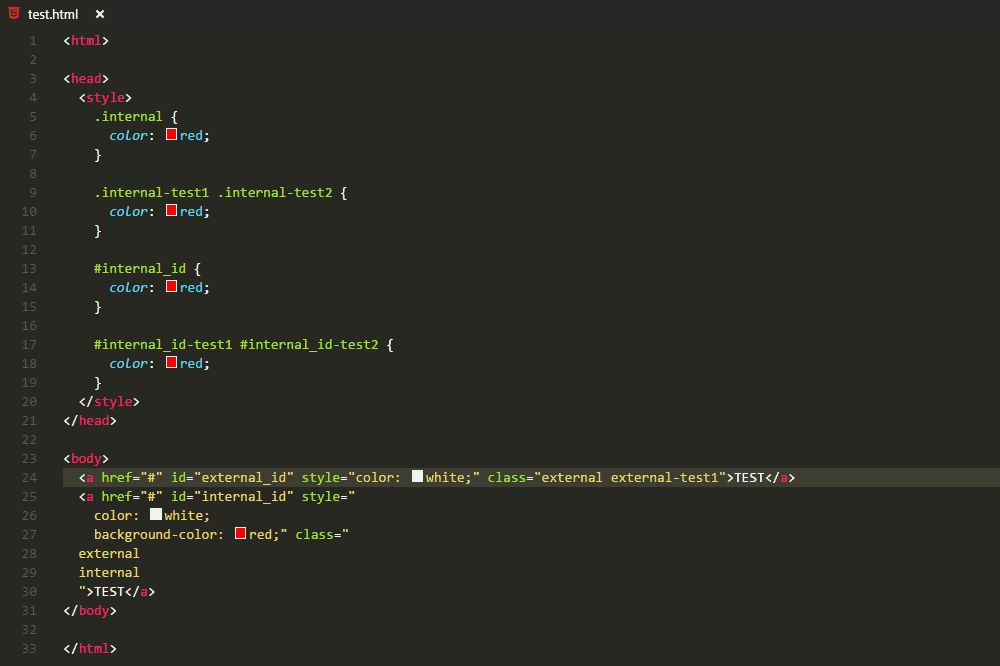 test.html ×
1 <html>
2
3 <head>
4   <style>
5     .internal {
6       color: red;
7     }
8
9     .internal-test1 .internal-test2 {
10       color: red;
11     }
12
13     #internal_id {
14       color: red;
15     }
16
17     #internal_id-test1 #internal_id-test2 {
18       color: red;
19     }
20   </style>
21 </head>
22
23 <body>
24   <a href="#" id="external_id" style="color: white;" class="external external-test1">TEST</a>
25   <a href="#" id="internal_id" style="
26     color: white;
27     background-color: red;" class="
28   external
29   internal
30   ">TEST</a>
31 </body>
32
33 </html>